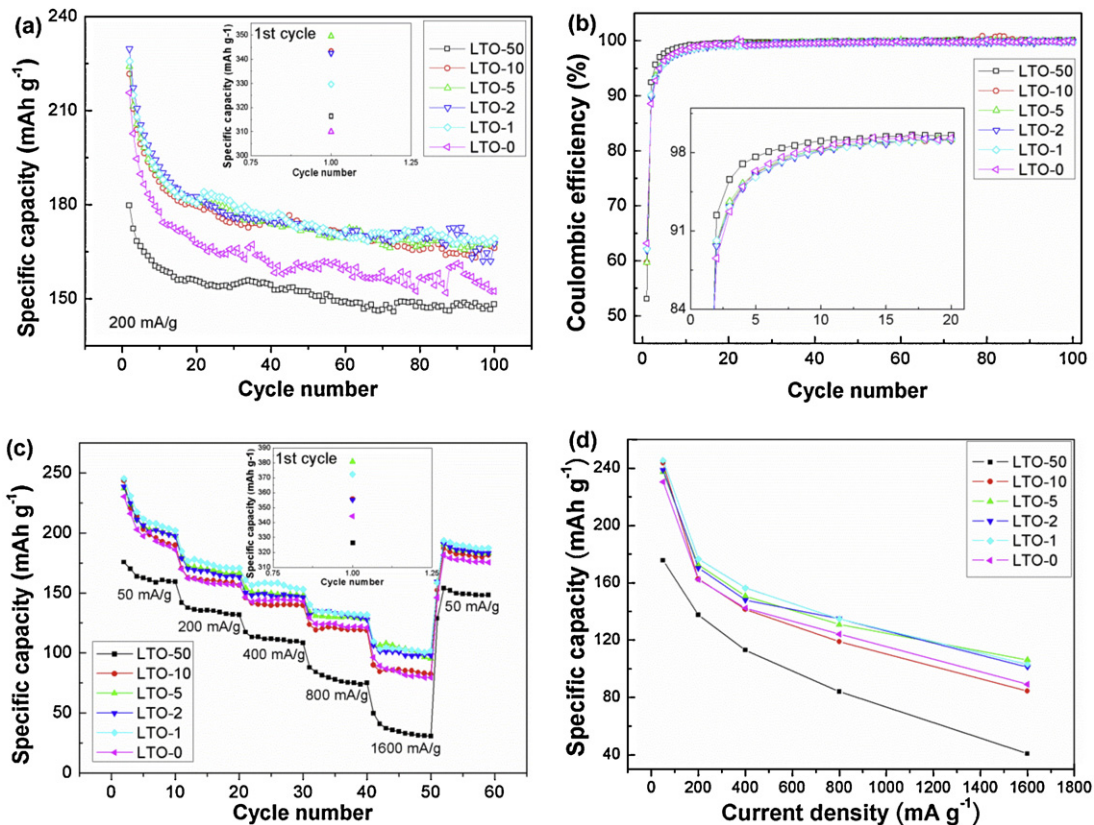 (a)
Specific capacity (mAh g-1)
230
210
180
150
0
20
40
60
80
100
Cycle number
200 mA/g
1st cycle
Specific capacity (mAh g-1)
350
340
330
320
310
300
0.75
1.00
1.25
Cycle number
LTO-50
LTO-10
LTO-5
LTO-2
LTO-1
LTO-0
(b)
Coulombic efficiency (%)
100
95
90
85
80
75
70
65
60
55
50
0
20
40
60
80
100
Cycle number
98
91
84
0
5
10
15
20
LTO-50
LTO-10
LTO-5
LTO-2
LTO-1
LTO-0
(c)
Specific capacity (mAh g-1)
250
200
150
100
50
0
0
10
20
30
40
50
60
Cycle number
1st cycle
Specific capacity (mAh g-1)
390
380
370
360
350
340
330
320
310
0.75
1.00
1.25
Cycle number
50 mA/g
200 mA/g
400 mA/g
800 mA/g
1600 mA/g
50 mA/g
LTO-50
LTO-10
LTO-5
LTO-2
LTO-1
LTO-0
(d)
Specific capacity (mAh g-1)
240
200
160
120
80
40
0
200
400
600
800
1000
1200
1400
1600
1800
Current density (mA g-1)
LTO-50
LTO-10
LTO-5
LTO-2
LTO-1
LTO-0